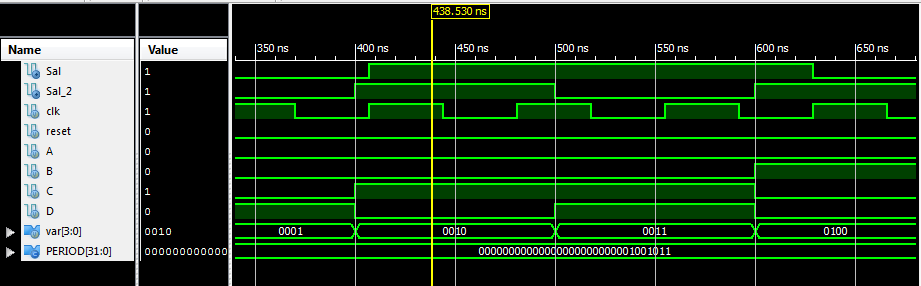 438.530 ns
Name Value 350 ns 400 ns 450 ns 500 ns 550 ns 600 ns 650 ns
Sal 1
Sal_2 1
clk 1
reset 0
A 0
B 0
C 1
D 0
var[3:0] 0010 0001 0010 0011 0100
PERIOD[31:0] 000000000000 00000000000000000000000001001011